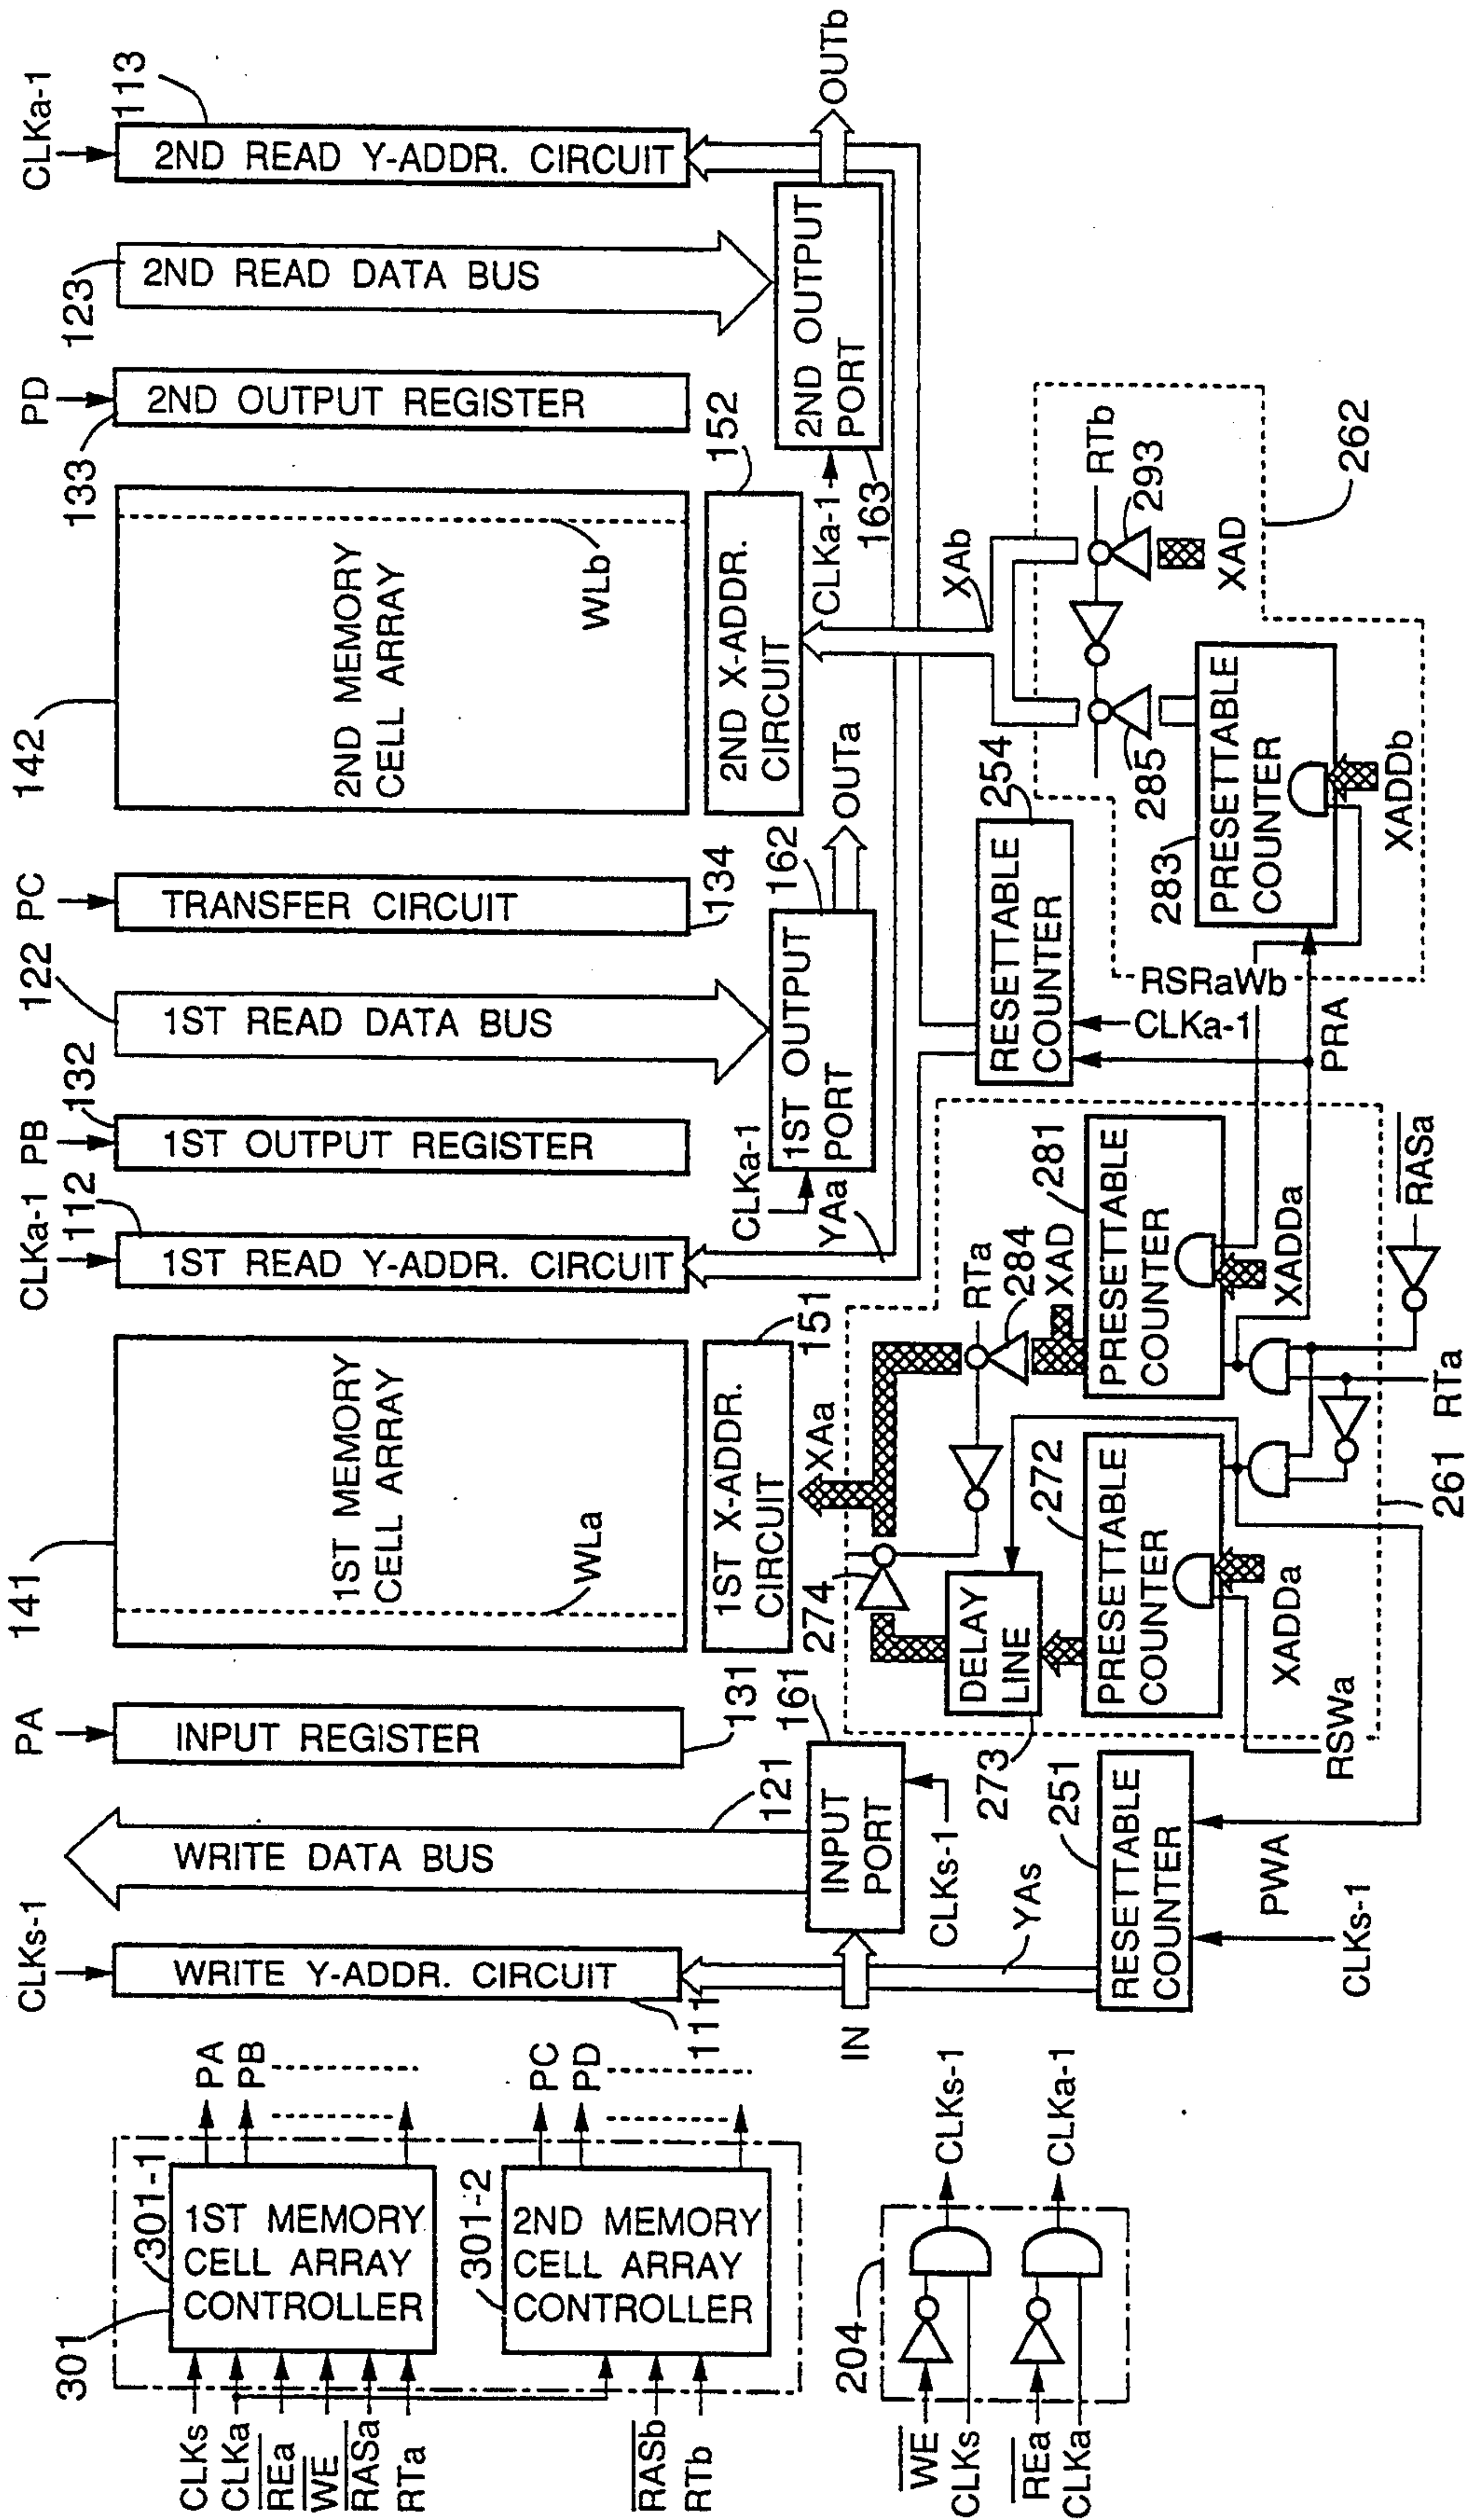 301
CLKs
CLKa
REa
WE
RASa
RTa
301-1
1ST MEMORY
CELL ARRAY
CONTROLLER
PA
PB
RASb
RTb
301-2
2ND MEMORY
CELL ARRAY
CONTROLLER
PC
PD
204
WE
CLKs
REa
CLKa
CLKs-1
CLKa-1
CLKs-1
WRITE Y-ADDR. CIRCUIT
111
WRITE DATA BUS
121
PA
INPUT REGISTER
131
141
1ST MEMORY
CELL ARRAY
WLa
CLKa-1
112
1ST READ Y-ADDR. CIRCUIT
PB
132
1ST OUTPUT REGISTER
122
1ST READ DATA BUS
PC
TRANSFER CIRCUIT
134
142
2ND MEMORY
CELL ARRAY
WLb
PD
133
2ND OUTPUT REGISTER
123
2ND READ DATA BUS
CLKa-1
113
2ND READ Y-ADDR. CIRCUIT
IN
INPUT
PORT
161
CLKs-1
1ST X-ADDR.
CIRCUIT
151
CLKa-1
1ST OUTPUT
PORT
162
OUTa
YAa
2ND X-ADDR.
CIRCUIT
152
CLKa-1
2ND OUTPUT
PORT
163
OUTb
YAs
251
RESETTABLE
COUNTER
CLKs-1
PWA
273
DELAY
LINE
274
XAa
RTa
284
XAD
272
PRESETTABLE
COUNTER
XADDa
RSWa
281
PRESETTABLE
COUNTER
XADDa
261
RTa
RASa
254
RESETTABLE
COUNTER
CLKa-1
RSRaWb
PRA
XAb
283
PRESETTABLE
COUNTER
XADDb
285
RTb
293
XAD
262